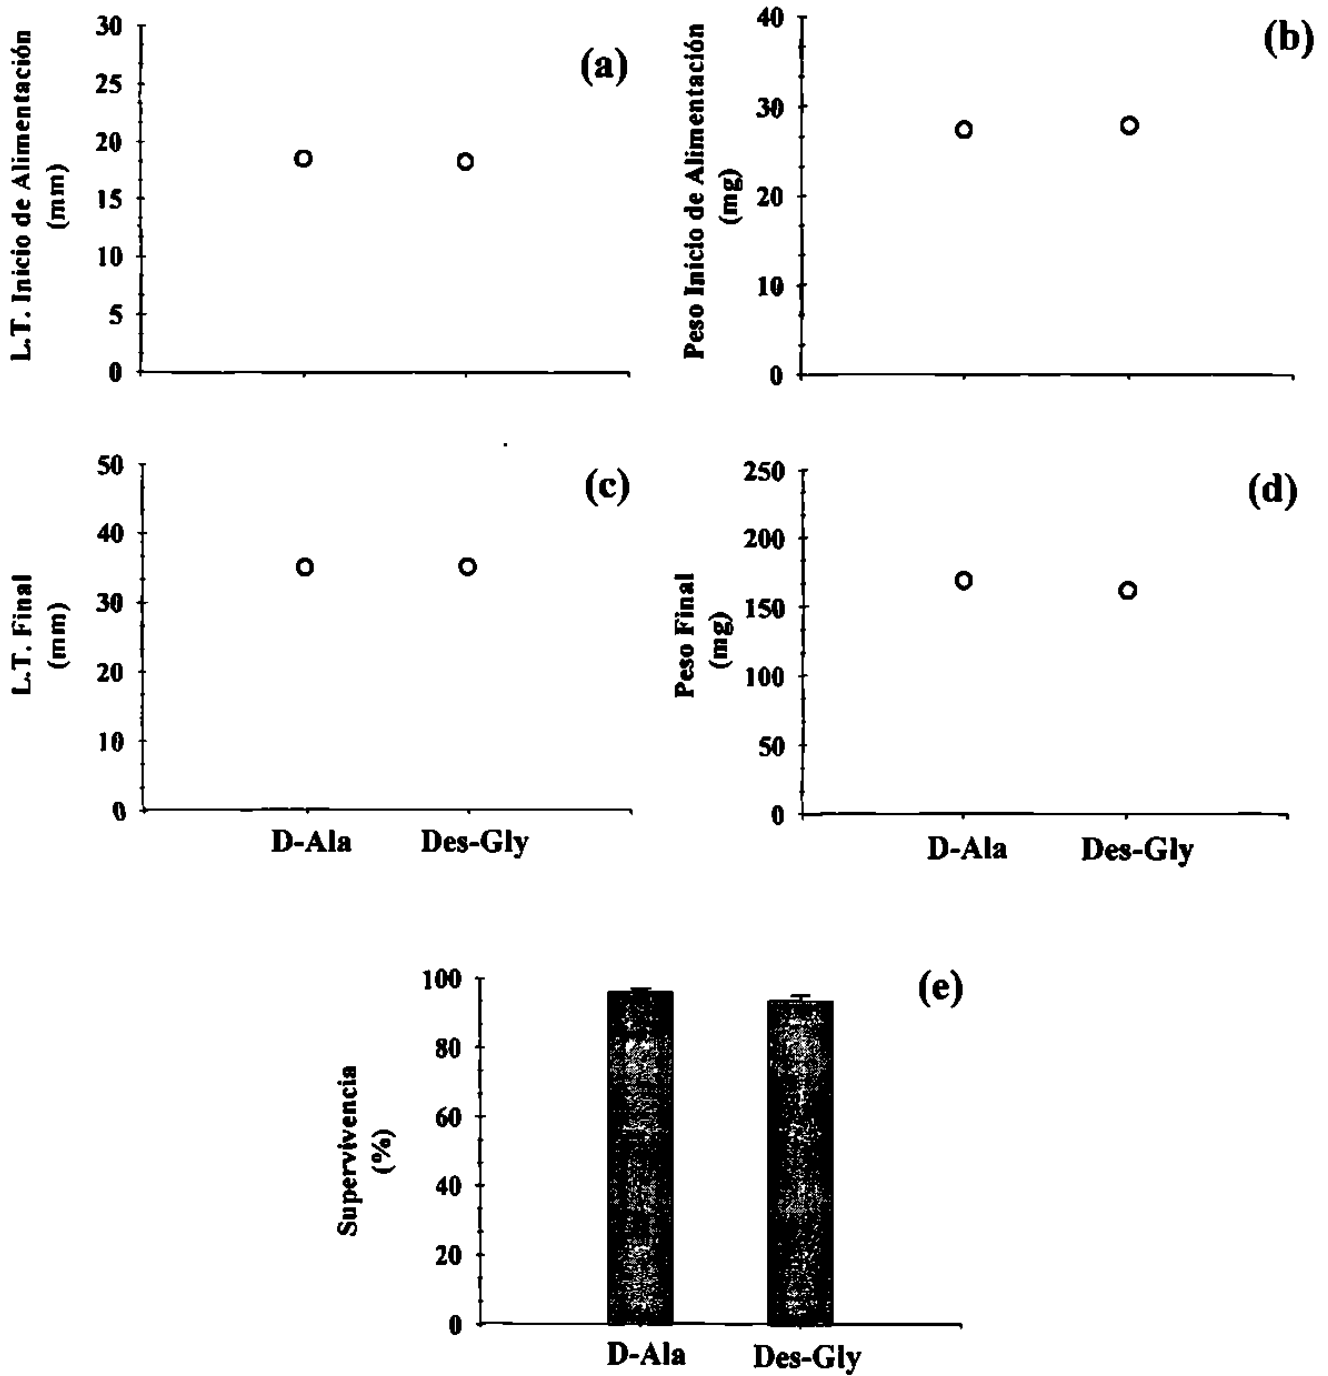 (a)
L.T. Inicio de Alimentación
(mm)
30
25
20
15
10
5
0
(b)
Peso Inicio de Alimentación
(mg)
40
30
20
10
0
(c)
L.T. Final
(mm)
50
40
30
20
10
0
D-Ala Des-Gly
(d)
Peso Final
(mg)
250
200
150
100
50
0
D-Ala Des-Gly
(e)
Supervivencia
(%)
100
80
60
40
20
0
D-Ala Des-Gly